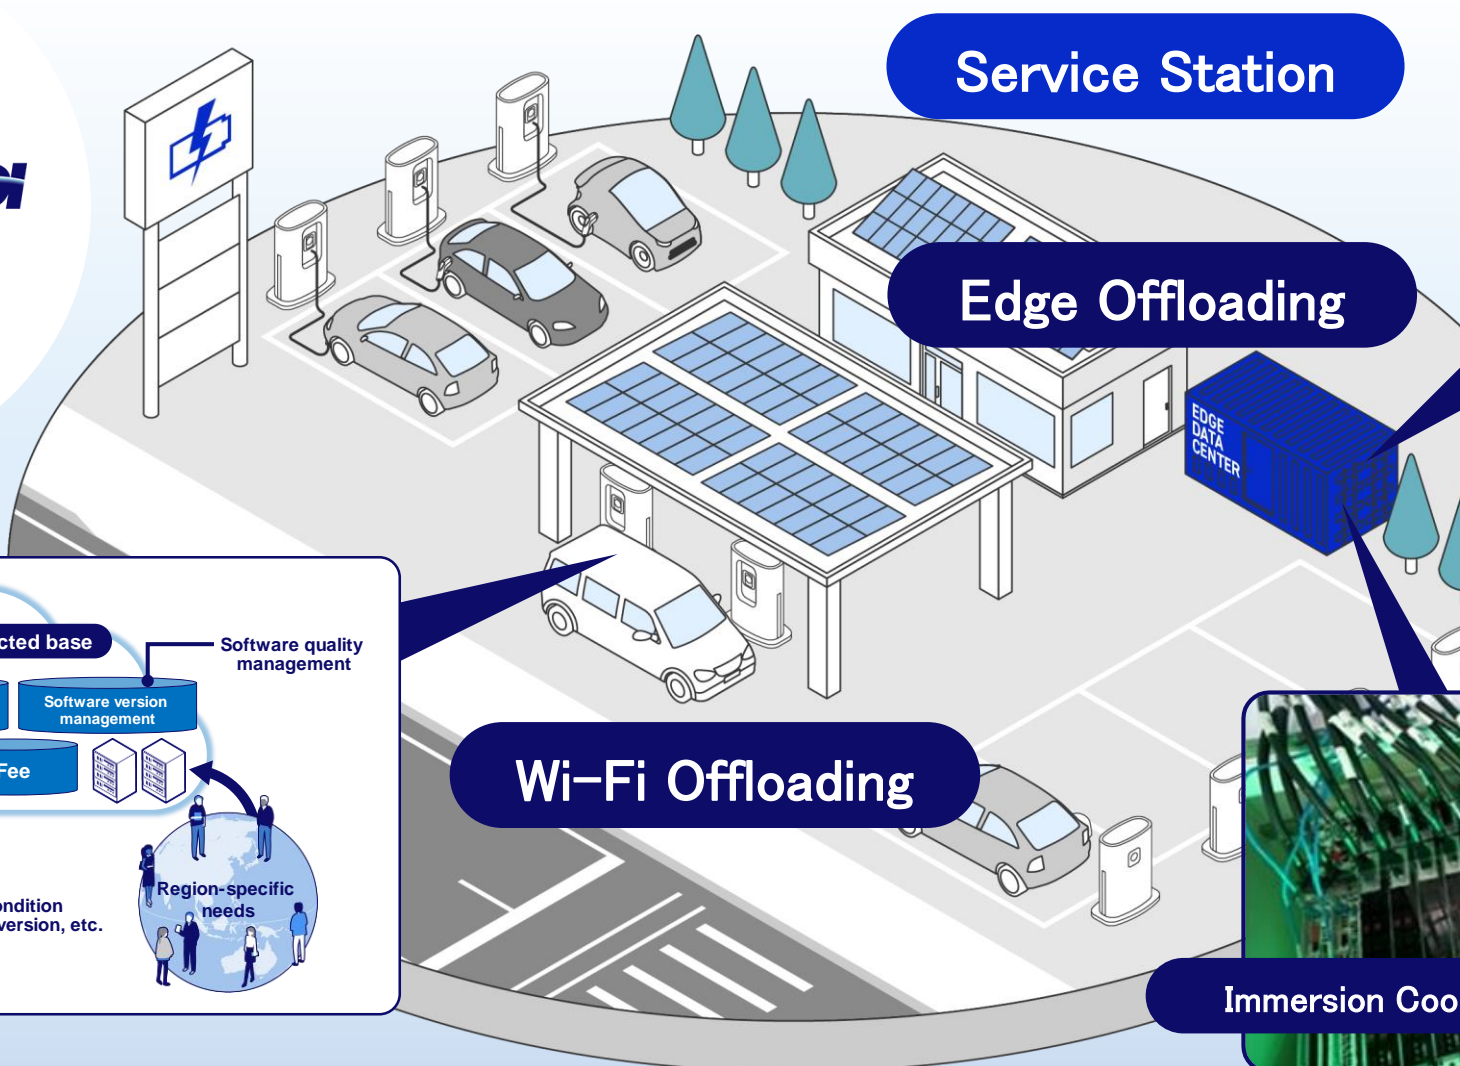 Service Station
Edge Offloading
EDGE
DATA
CENTER
cted base
Software quality
management
Software version
management
Fee
Wi-Fi Offloading
Region-specific
needs
ondition
version, etc.
Immersion Coo